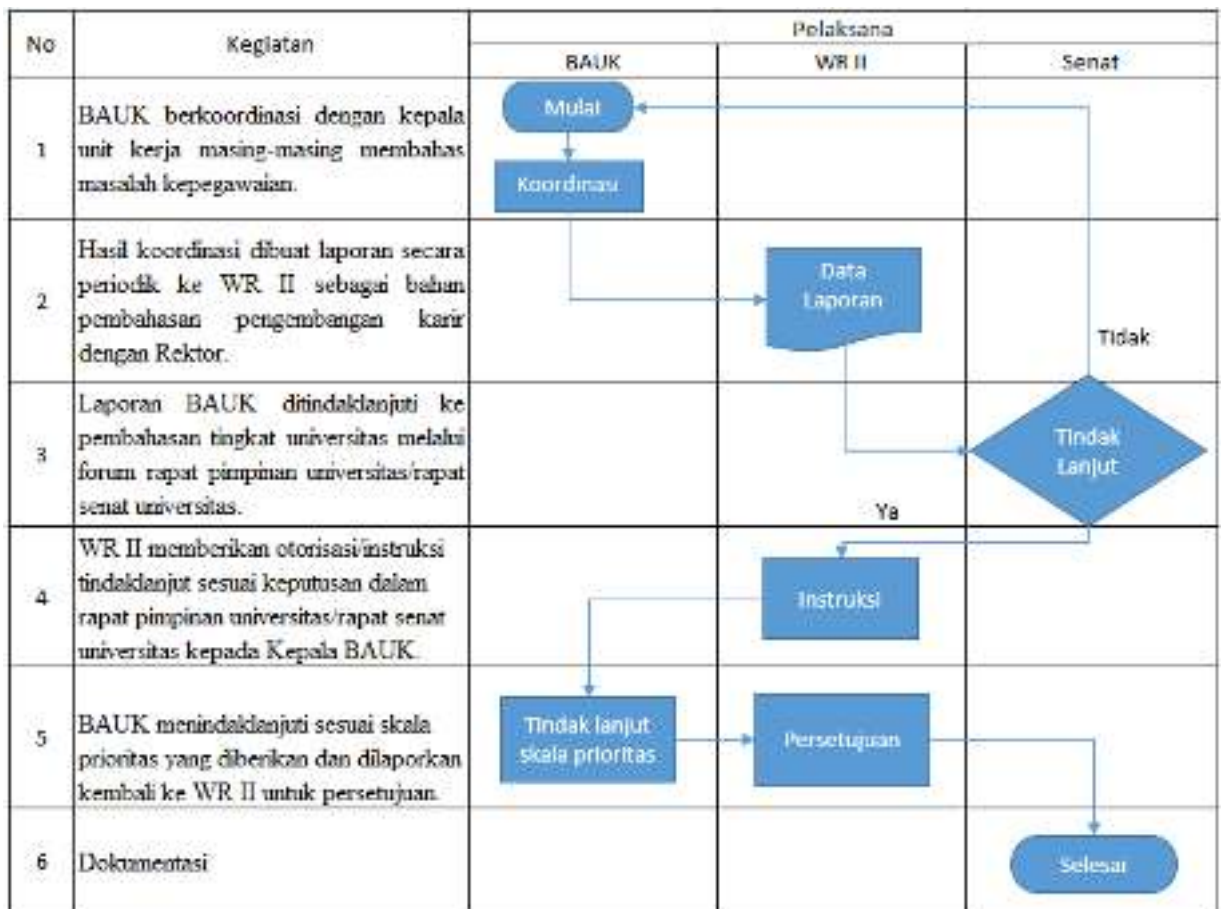 No
Kegiatan
Pelaksana
BAUK
WR II
Senat
1
BAUK berkoordinasi dengan kepala
unit kerja masing-masing membahas
masalah kepegawaian.
Mulai
Koordinasi
2
Hasil koordinasi dibuat laporan secara
periodik ke WR II sebagai bahan
pembahasan pengembangan karir
dengan Rektor.
Data
Laporan
Tidak
3
Laporan BAUK ditindaklanjuti ke
pembahasan tingkat universitas melalui
forum rapat pimpinan universitas/rapat
senat universitas.
Tindak
Lanjut
Ya
4
WR II memberikan otorisasi/instruksi
tindaklanjut sesuai keputusan dalam
rapat pimpinan universitas/rapat senat
universitas kepada Kepala BAUK.
Instruksi
5
BAUK menindaklanjuti sesuai skala
prioritas yang diberikan dan dilaporkan
kembali ke WR II untuk persetujuan.
Tindak lanjut
skala prioritas
Persetujuan
6
Dokumentasi
Selesai